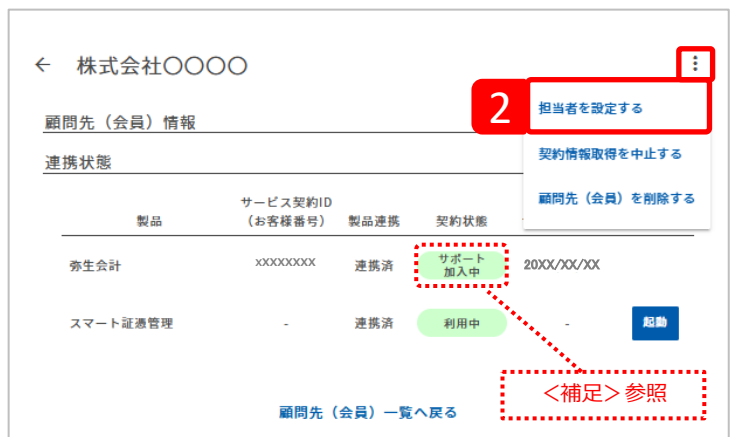 ← 株式会社〇〇〇〇
2 担当者を設定する
顧問先（会員）情報
契約情報取得を中止する
連携状態
顧問先（会員）を削除する
製品 サービス契約ID（お客様番号） 製品連携 契約状態
弥生会計 xxxxxxxx 連携済 サポート加入中 20XX/XX/XX
スマート証憑管理 - 連携済 利用中 - 起動
＜補足＞参照
顧問先（会員）一覧へ戻る